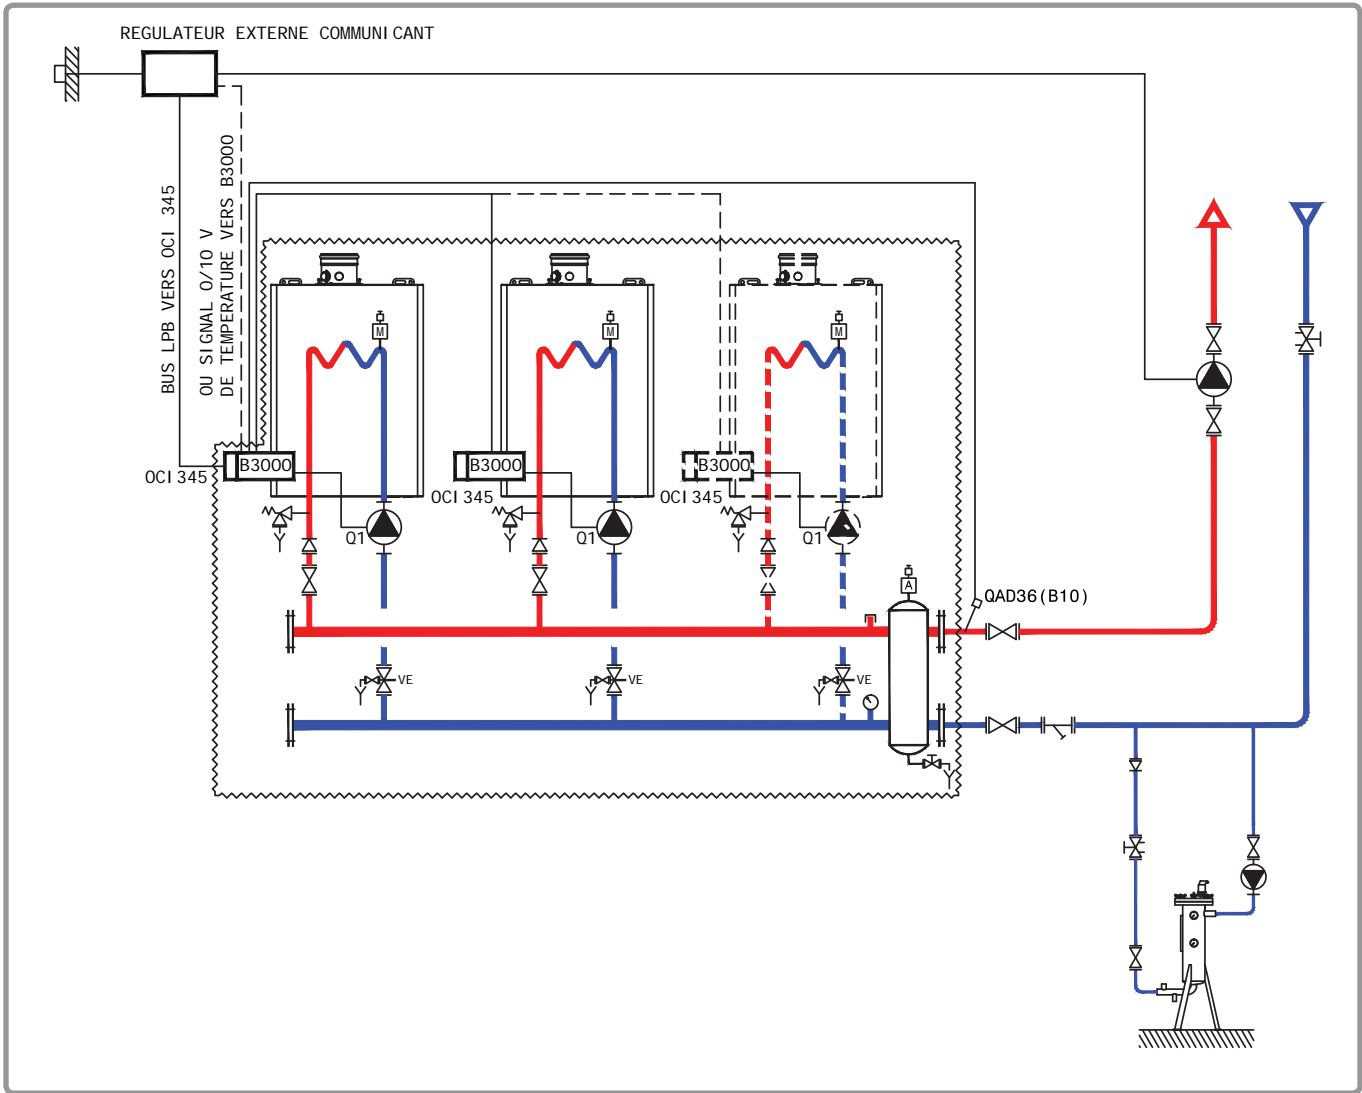 REGULATEUR EXTERNE COMMUNICANT
BUS LPB VERS OCI 345
OU SIGNAL 0/10 V
DE TEMPERATURE VERS B3000
M
M
M
OCI 345
B3000
OCI 345
B3000
OCI 345
B3000
Q1
Q1
Q1
A
QAD36(B10)
VE
VE
VE